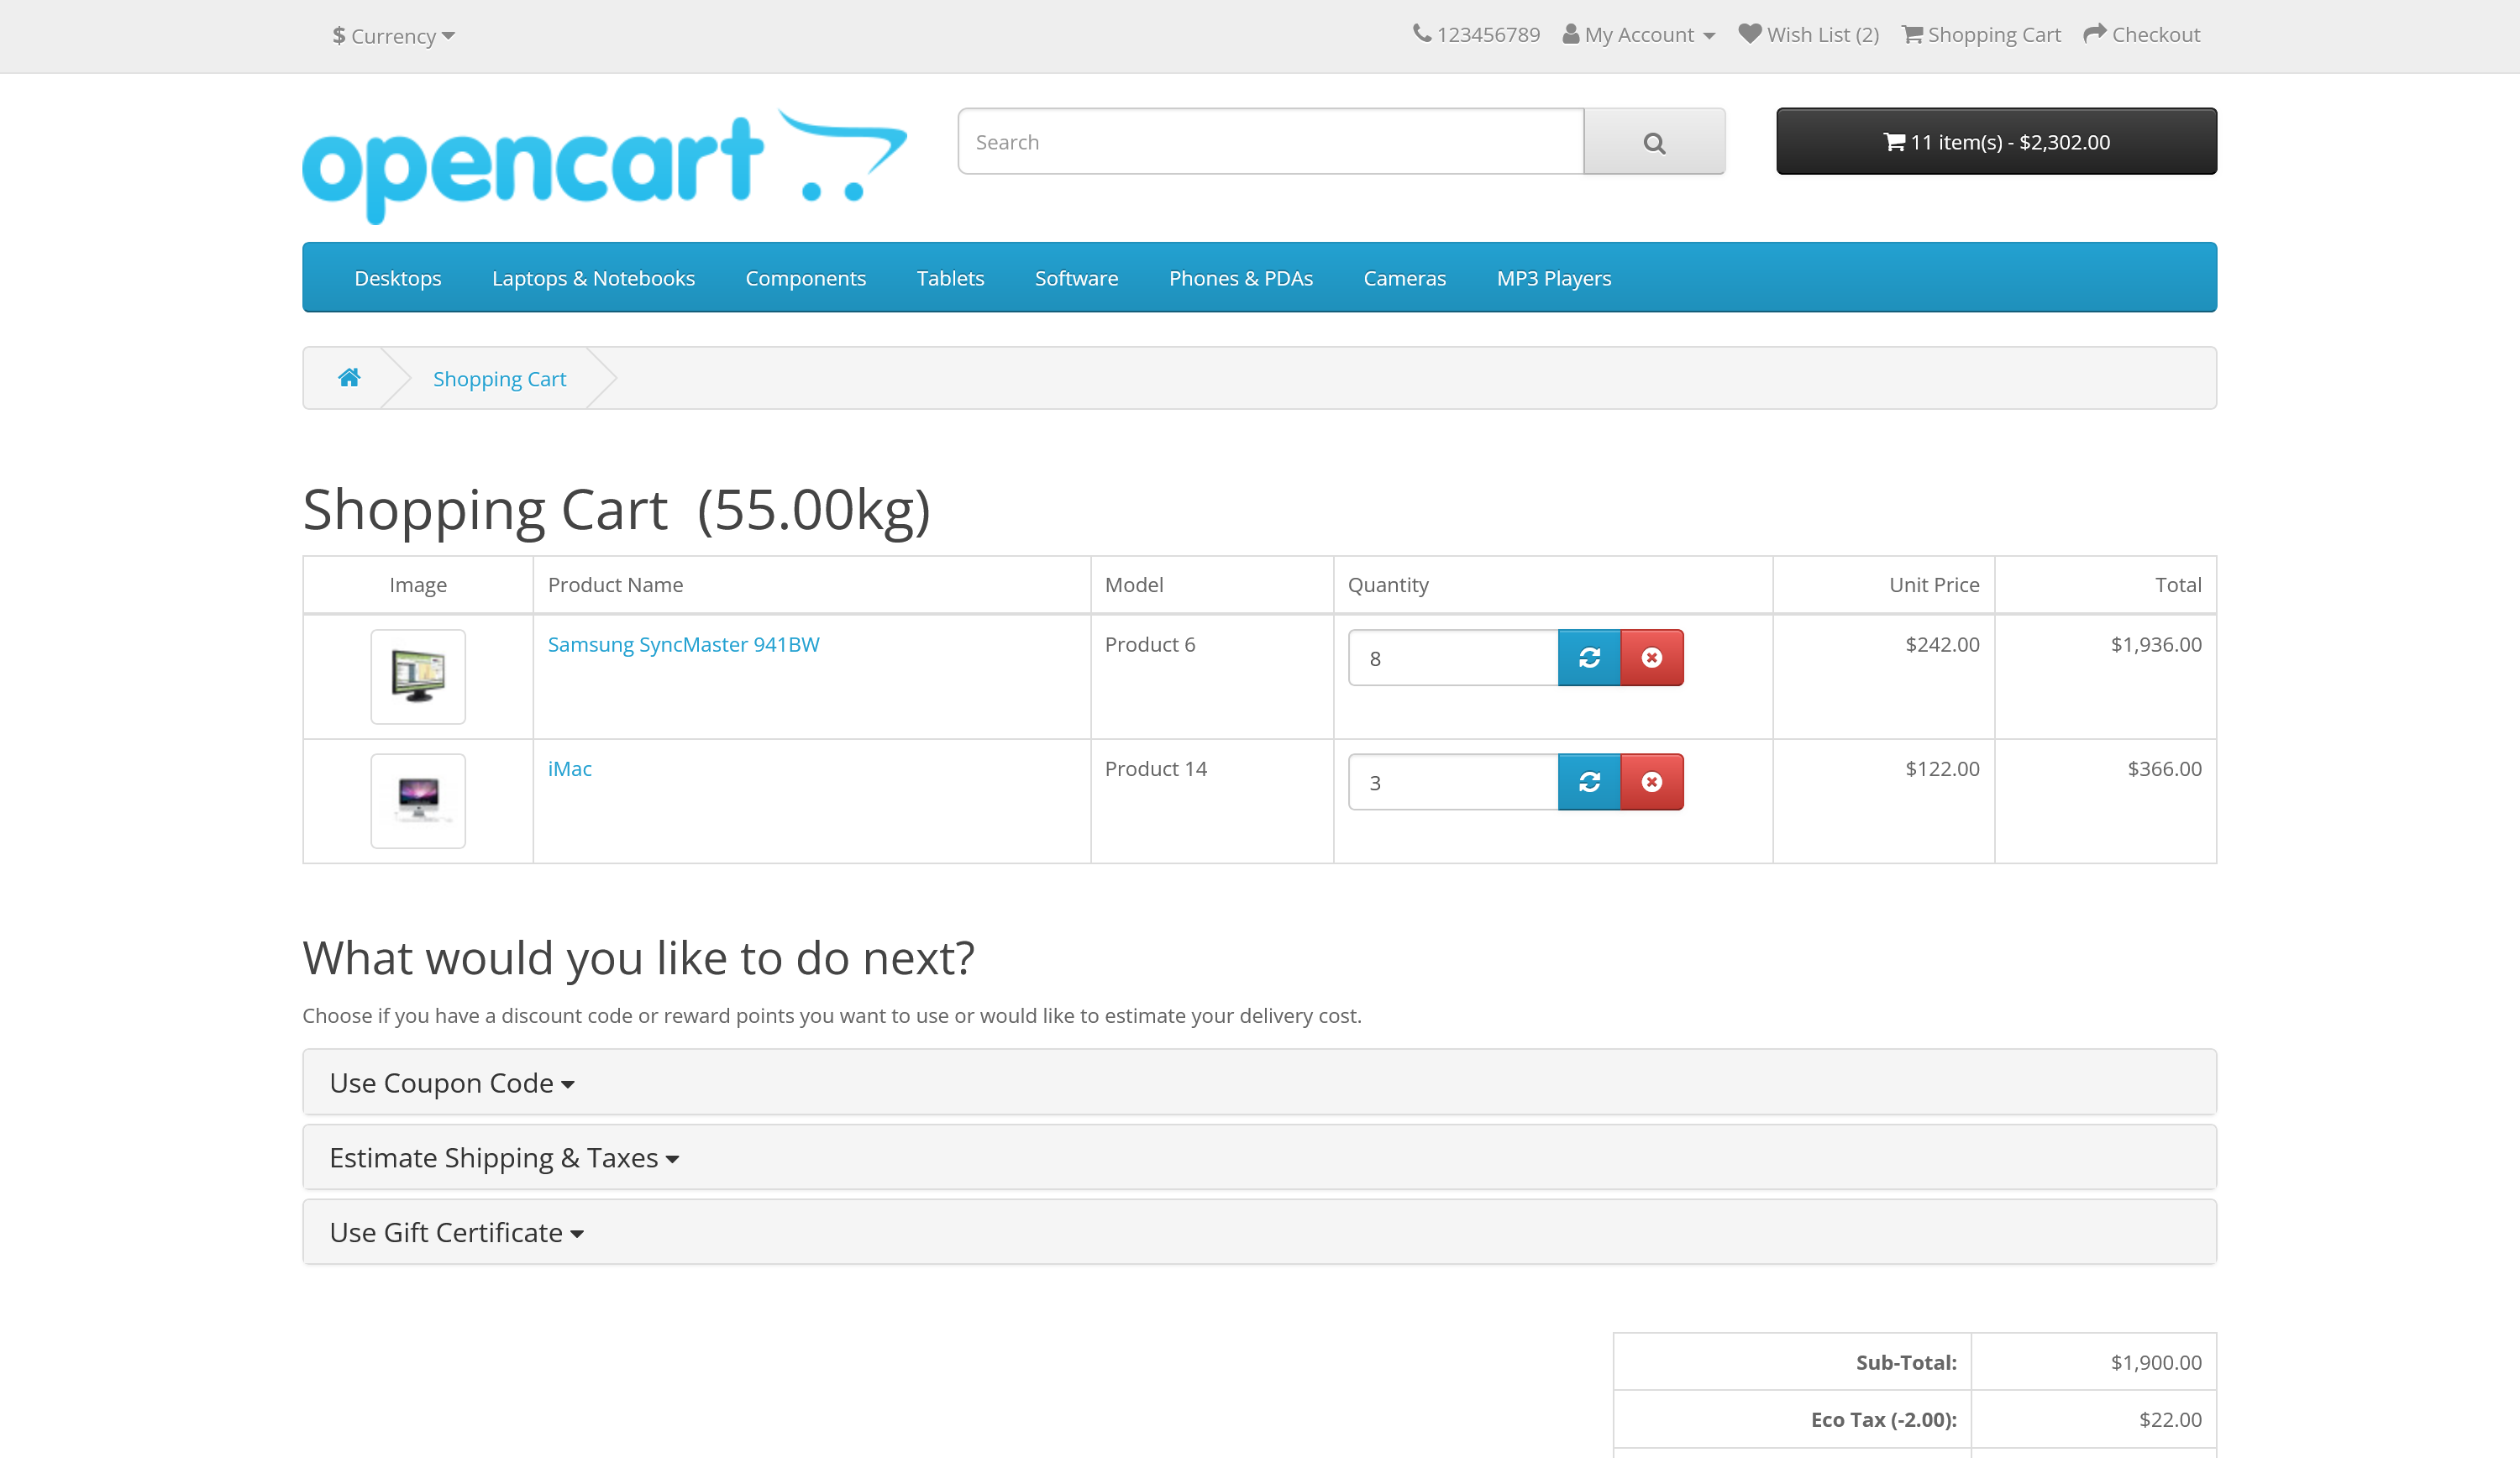 $ Currency
123456789 My Account Wish List (2) Shopping Cart Checkout
opencart
Search
11 item(s) - $2,302.00
Desktops Laptops & Notebooks Components Tablets Software Phones & PDAs Cameras MP3 Players
Shopping Cart
Shopping Cart (55.00kg)
Image Product Name Model Quantity Unit Price Total
Samsung SyncMaster 941BW Product 6 8 $242.00 $1,936.00
iMac Product 14 3 $122.00 $366.00
What would you like to do next?
Choose if you have a discount code or reward points you want to use or would like to estimate your delivery cost.
Use Coupon Code
Estimate Shipping & Taxes
Use Gift Certificate
Sub-Total: $1,900.00
Eco Tax (-2.00): $22.00